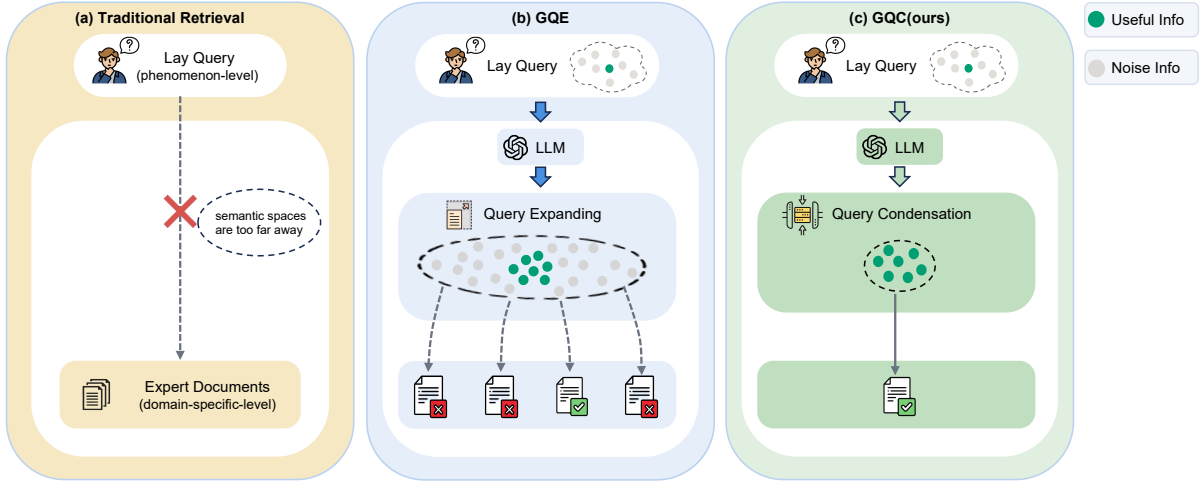 (a) Traditional Retrieval
?
Lay Query
(phenomenon-level)
semantic spaces
are too far away
Expert Documents
(domain-specific-level)
(b) GQE
?
Lay Query
LLM
Query Expanding
(c) GQC(ours)
?
Lay Query
LLM
Query Condensation
Useful Info
Noise Info